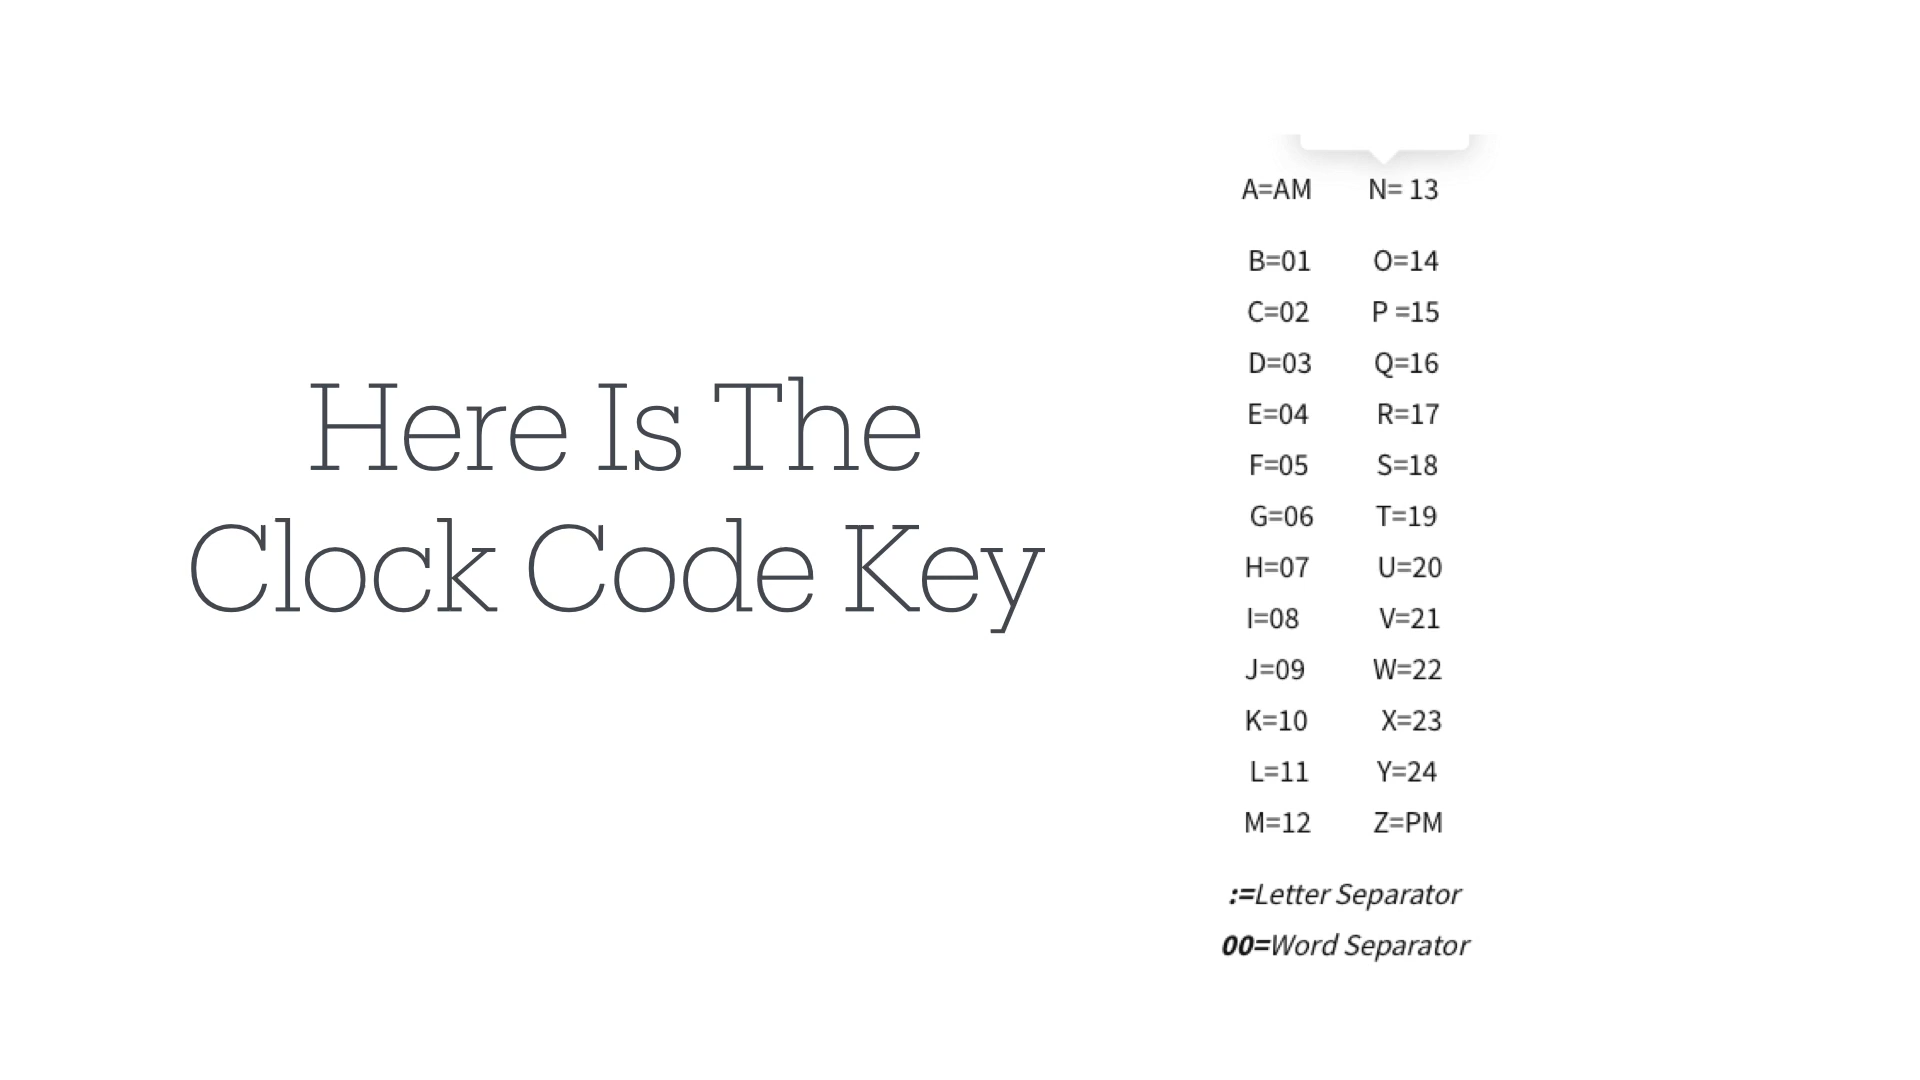 Here Is The
Clock Code Key
A=AM N= 13
B=01 O=14
C=02 P =15
D=03 Q=16
E=04 R=17
F=05 S=18
G=06 T=19
H=07 U=20
I=08 V=21
J=09 W=22
K=10 X=23
L=11 Y=24
M=12 Z=PM
:=Letter Separator
00=Word Separator